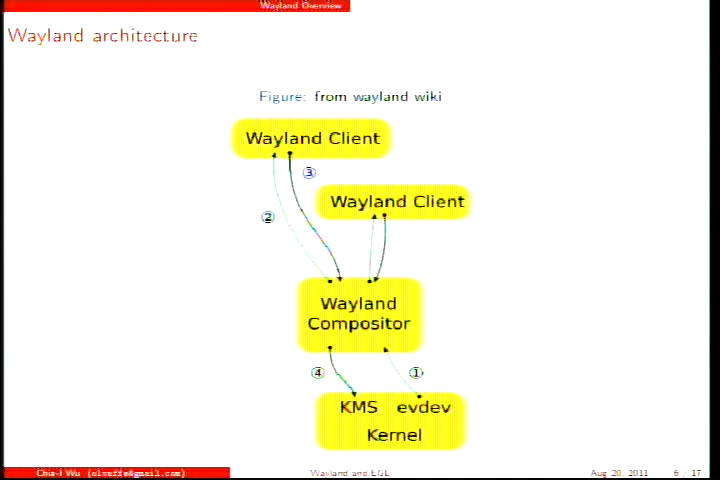 Wayland Overview
Wayland architecture
Figure: from wayland wiki
Wayland Client
③
Wayland Client
②
Wayland
Compositor
④ ①
KMS evdev
Kernel
Chia-I Wu (olvaffe@gmail.com) Wayland and EGL Aug 20, 2011 6 / 17